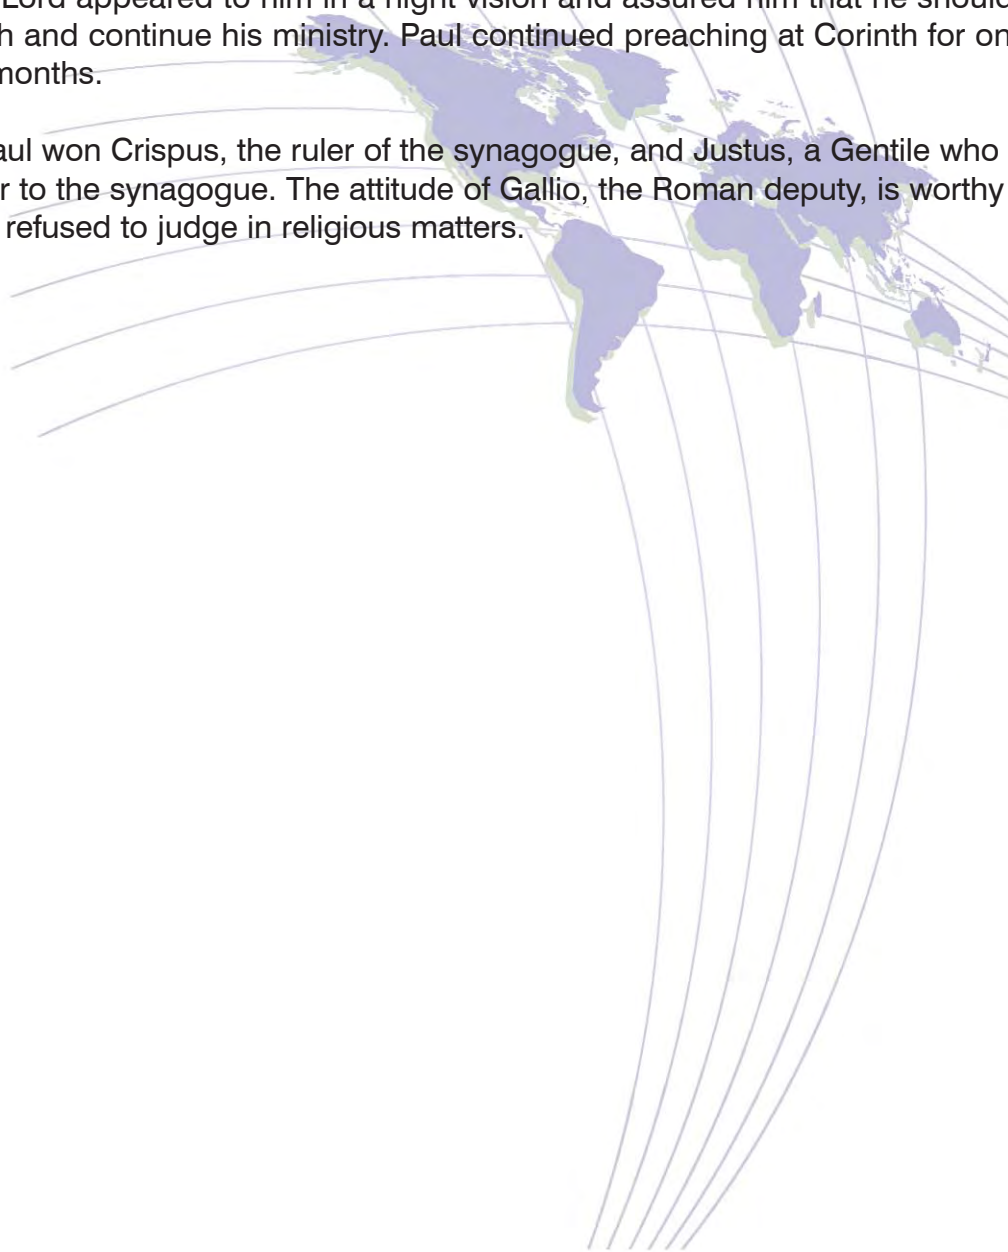 Lord appeared to him in a night vision and assured him that he should
h and continue his ministry. Paul continued preaching at Corinth for on
months.
aul won Crispus, the ruler of the synagogue, and Justus, a Gentile who
r to the synagogue. The attitude of Gallio, the Roman deputy, is worthy
refused to judge in religious matters.